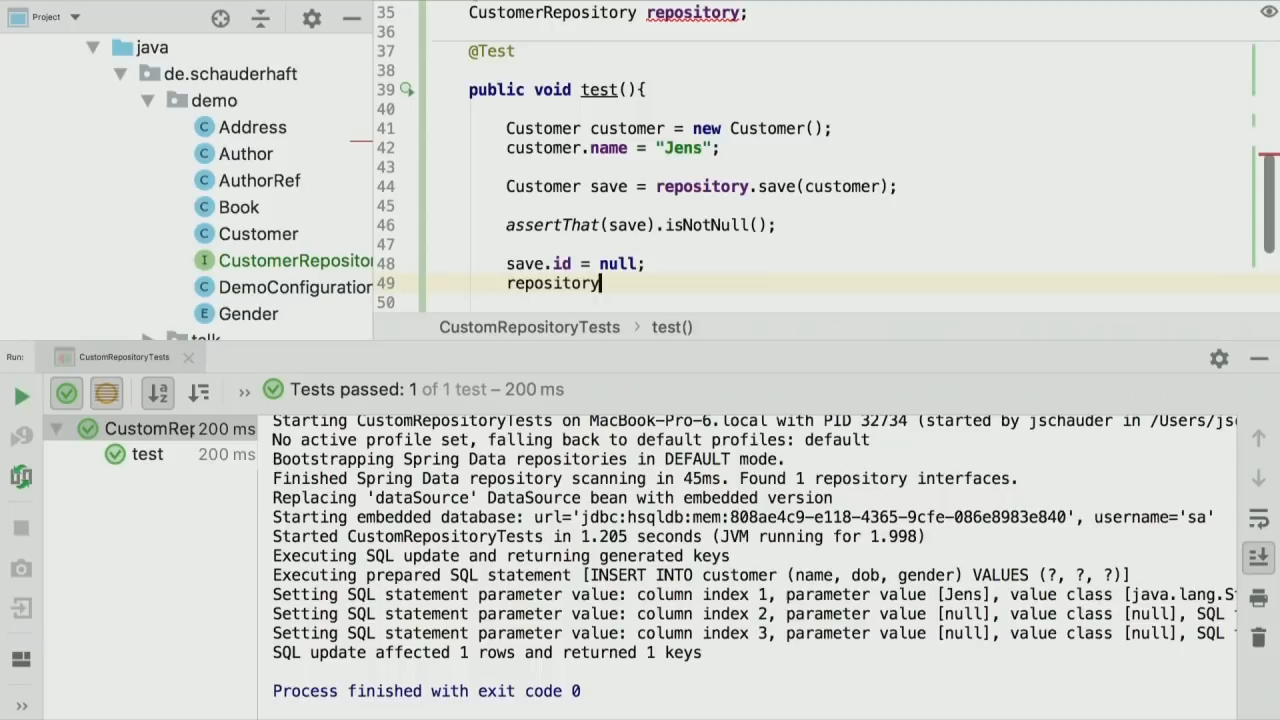 Project
java
de.schauderhaft
demo
Address
Author
AuthorRef
Book
Customer
CustomerRepositor
DemoConfiguration
Gender
talk
35 CustomerRepository repository;
36
37 @Test
38
39 public void test(){
40
41 Customer customer = new Customer();
42 customer.name = "Jens";
43
44 Customer save = repository.save(customer);
45
46 assertThat(save).isNotNull();
47
48 save.id = null;
49 repository
50
CustomRepositoryTests › test()
Run: CustomRepositoryTests
» Tests passed: 1 of 1 test – 200 ms
CustomRep 200 ms
test 200 ms
Starting CustomRepositoryTests on MacBook-Pro-6.local with PID 32734 (started by jschauder in /Users/jsc
No active profile set, falling back to default profiles: default
Bootstrapping Spring Data repositories in DEFAULT mode.
Finished Spring Data repository scanning in 45ms. Found 1 repository interfaces.
Replacing 'dataSource' DataSource bean with embedded version
Starting embedded database: url='jdbc:hsqldb:mem:808ae4c9-e118-4365-9cfe-086e8983e840', username='sa'
Started CustomRepositoryTests in 1.205 seconds (JVM running for 1.998)
Executing SQL update and returning generated keys
Executing prepared SQL statement [INSERT INTO customer (name, dob, gender) VALUES (?, ?, ?)]
Setting SQL statement parameter value: column index 1, parameter value [Jens], value class [java.lang.S
Setting SQL statement parameter value: column index 2, parameter value [null], value class [null], SQL
Setting SQL statement parameter value: column index 3, parameter value [null], value class [null], SQL
SQL update affected 1 rows and returned 1 keys
Process finished with exit code 0
»